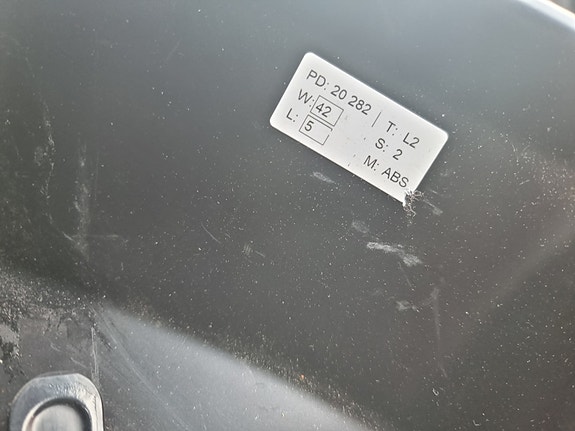 PD: 20 282 | T: L2
W: 42 S: 2
L: 5 M: ABS